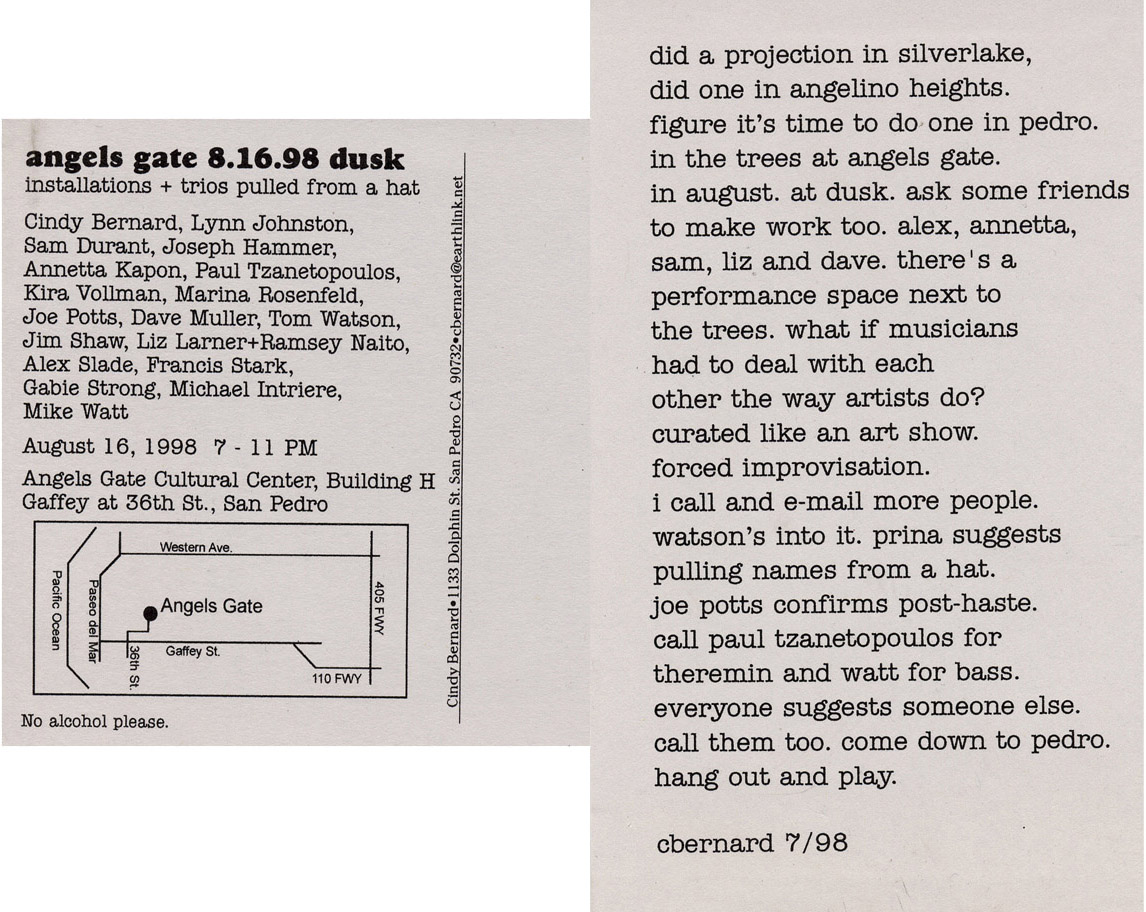 angels gate 8.16.98 dusk
installations + trios pulled from a hat
Cindy Bernard, Lynn Johnston,
Sam Durant, Joseph Hammer,
Annetta Kapon, Paul Tzanetopoulos,
Kira Vollman, Marina Rosenfeld,
Joe Potts, Dave Muller, Tom Watson,
Jim Shaw, Liz Larner+Ramsey Naito,
Alex Slade, Francis Stark,
Gabie Strong, Michael Intriere,
Mike Watt
August 16, 1998 7 - 11 PM
Angels Gate Cultural Center, Building H
Gaffey at 36th St., San Pedro
Western Ave.
Pacific Ocean
Paseo del Mar
Angels Gate
405 FWY
36th St.
Gaffey St.
110 FWY
No alcohol please.
Cindy Bernard•1133 Dolphin St. San Pedro CA 90732•cbernard@earthlink.net
did a projection in silverlake,
did one in angelino heights.
figure it's time to do one in pedro.
in the trees at angels gate.
in august. at dusk. ask some friends
to make work too. alex, annetta,
sam, liz and dave. there's a
performance space next to
the trees. what if musicians
had to deal with each
other the way artists do?
curated like an art show.
forced improvisation.
i call and e-mail more people.
watson's into it. prina suggests
pulling names from a hat.
joe potts confirms post-haste.
call paul tzanetopoulos for
theremin and watt for bass.
everyone suggests someone else.
call them too. come down to pedro.
hang out and play.
cbernard 7/98